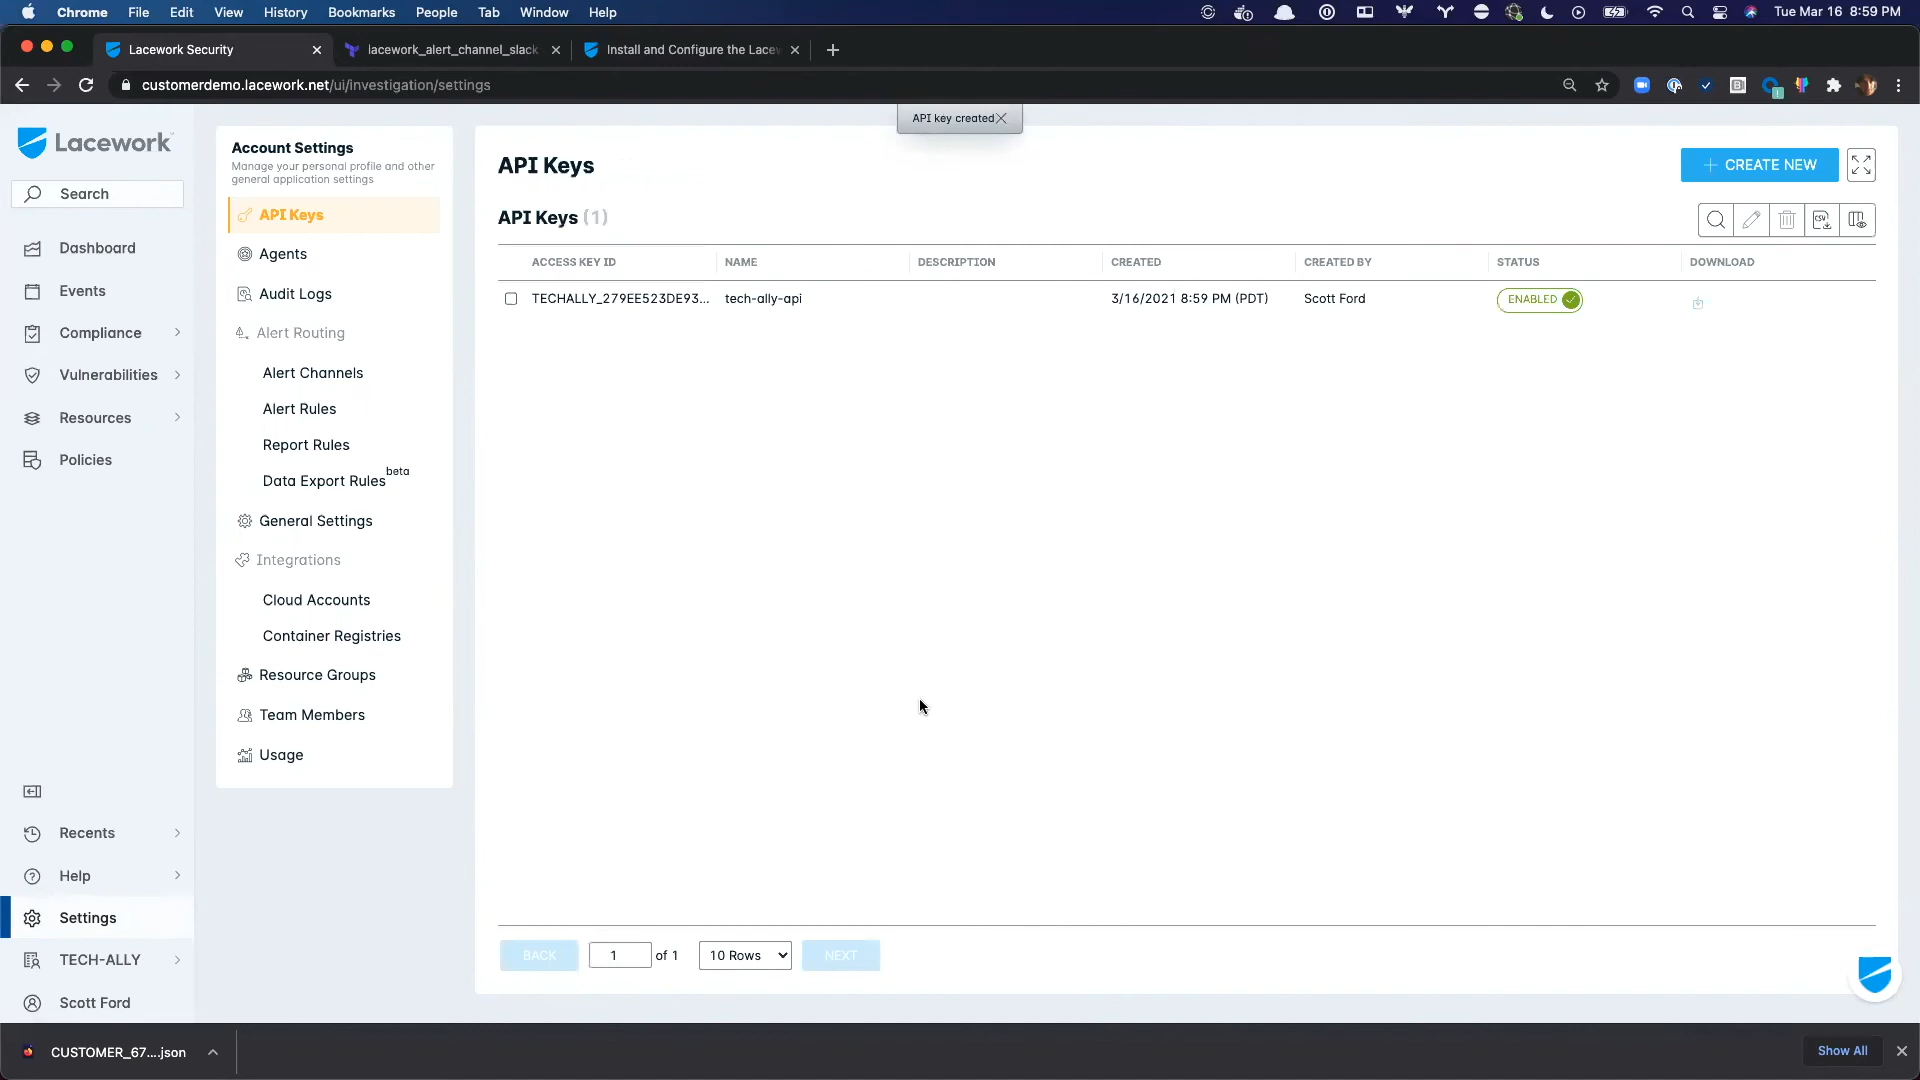 Chrome File Edit View History Bookmarks People Tab Window Help Tue Mar 16 8:59 PM
Lacework Security lacework_alert_channel_slack Install and Configure the Lacew
customerdemo.lacework.net/ui/investigation/settings
API key created
Lacework
Search
Dashboard
Events
Compliance
Vulnerabilities
Resources
Policies
Recents
Help
Settings
TECH-ALLY
Scott Ford
Account Settings
Manage your personal profile and other
general application settings
API Keys
Agents
Audit Logs
Alert Routing
Alert Channels
Alert Rules
Report Rules
Data Export Rules beta
General Settings
Integrations
Cloud Accounts
Container Registries
Resource Groups
Team Members
Usage
API Keys
CREATE NEW
API Keys (1)
CSV
ACCESS KEY ID NAME DESCRIPTION CREATED CREATED BY STATUS DOWNLOAD
TECHALLY_279EE523DE93... tech-ally-api 3/16/2021 8:59 PM (PDT) Scott Ford ENABLED
BACK 1 of 1 10 Rows NEXT
CUSTOMER_67....json Show All